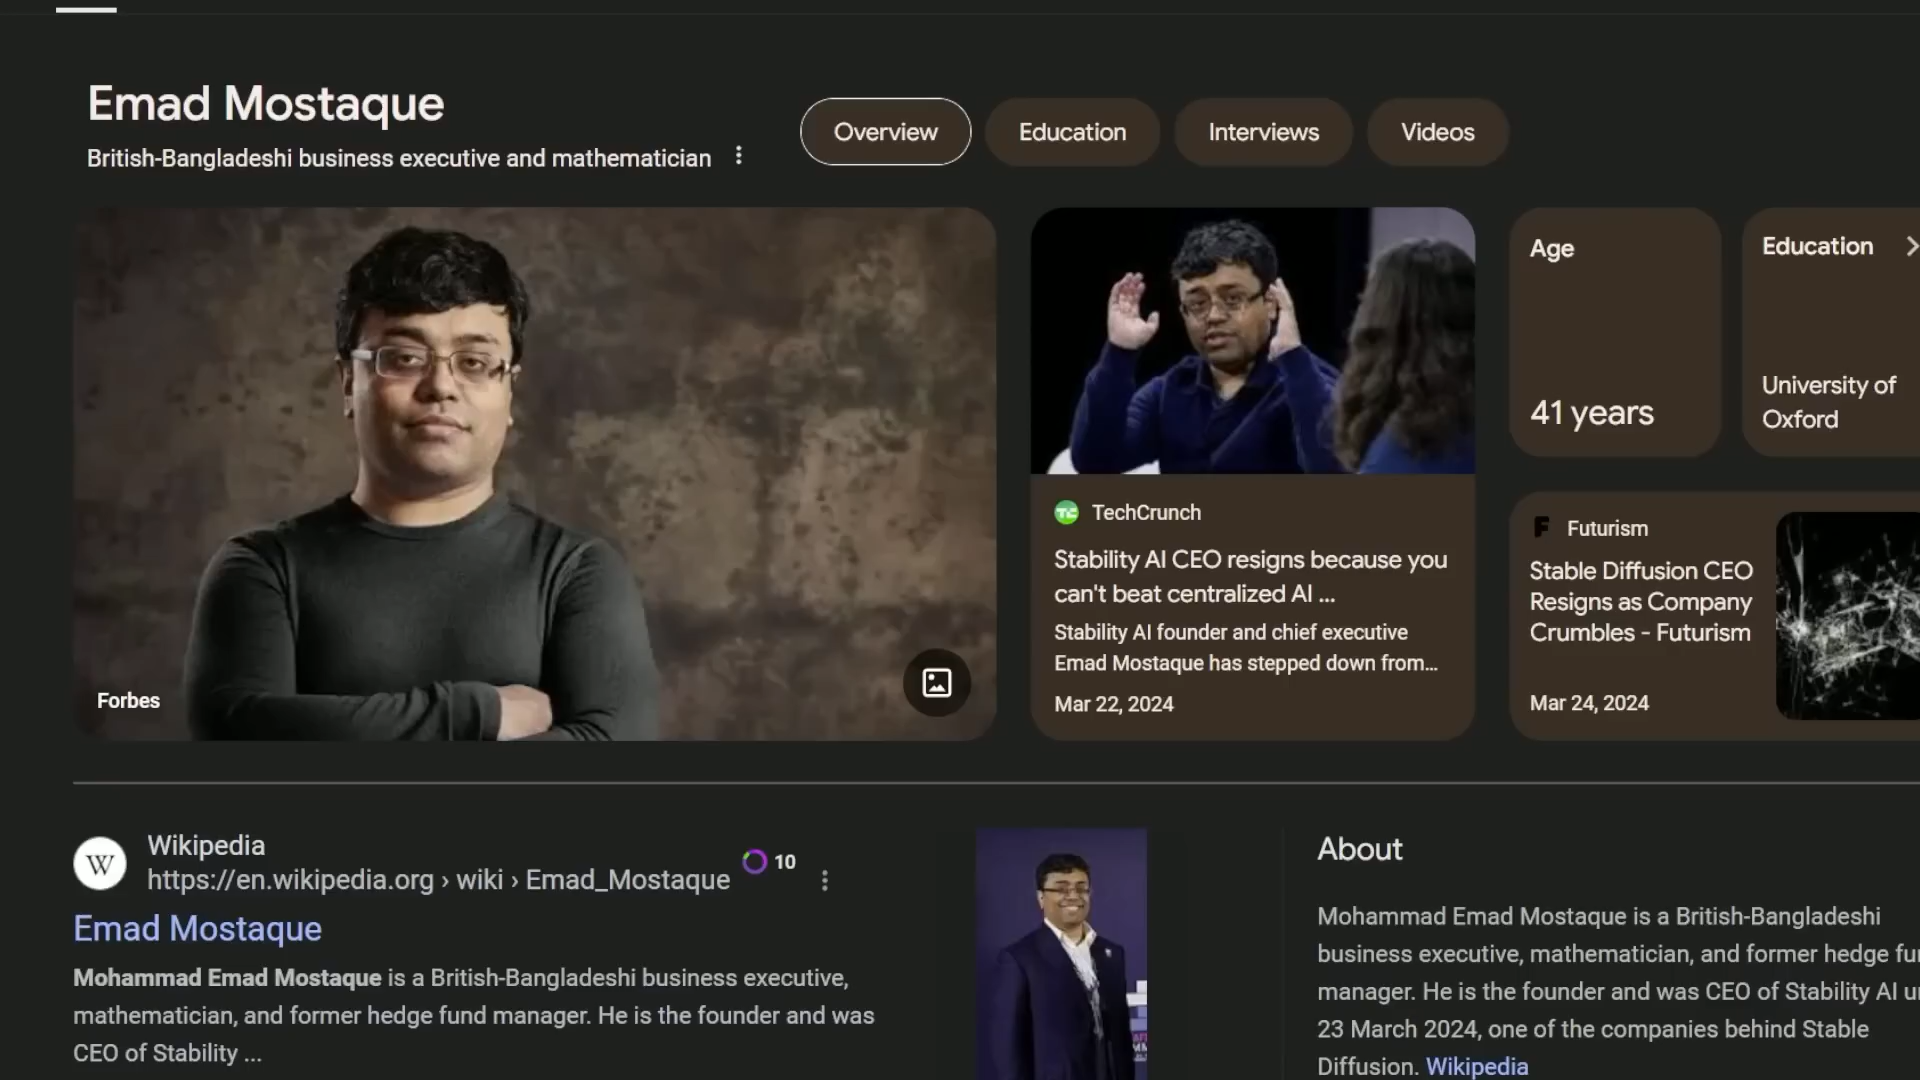 Emad Mostaque
British-Bangladeshi business executive and mathematician
Overview
Education
Interviews
Videos
Forbes
TechCrunch
Stability AI CEO resigns because you
can't beat centralized AI ...
Stability AI founder and chief executive
Emad Mostaque has stepped down from...
Mar 22, 2024
Age
41 years
Education
University of
Oxford
Futurism
Stable Diffusion CEO
Resigns as Company
Crumbles - Futurism
Mar 24, 2024
W
Wikipedia
https://en.wikipedia.org › wiki › Emad_Mostaque
10
Emad Mostaque
Mohammad Emad Mostaque is a British-Bangladeshi business executive,
mathematician, and former hedge fund manager. He is the founder and was
CEO of Stability ...
About
Mohammad Emad Mostaque is a British-Bangladeshi
business executive, mathematician, and former hedge
manager. He is the founder and was CEO of Stability AI
23 March 2024, one of the companies behind Stable
Diffusion. Wikipedia